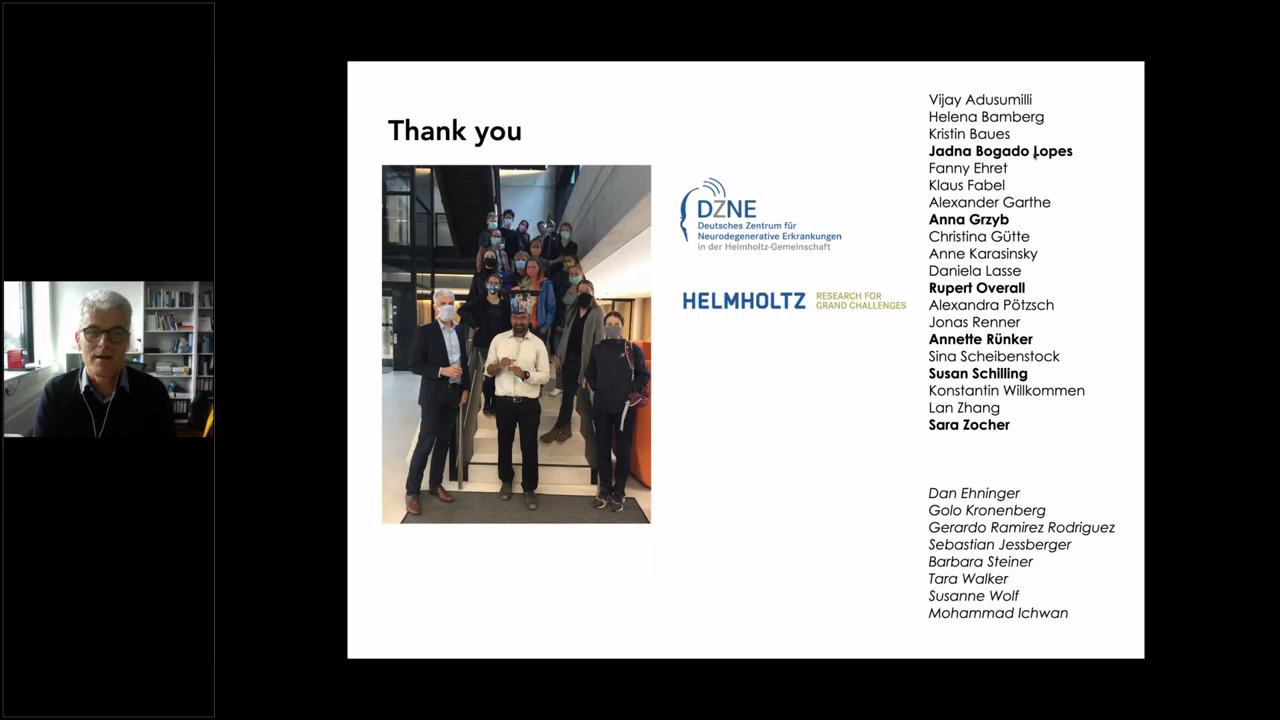 Thank you
DZNE
Deutsches Zentrum für
Neurodegenerative Erkrankungen
in der Helmholtz-Gemeinschaft
HELMHOLTZ
RESEARCH FOR
GRAND CHALLENGES
Vijay Adusumilli
Helena Bamberg
Kristin Baues
Jadna Bogado Lopes
Fanny Ehret
Klaus Fabel
Alexander Garthe
Anna Grzyb
Christina Gütte
Anne Karasinsky
Daniela Lasse
Rupert Overall
Alexandra Pötzsch
Jonas Renner
Annette Rünker
Sina Scheibenstock
Susan Schilling
Konstantin Willkommen
Lan Zhang
Sara Zocher
Dan Ehninger
Golo Kronenberg
Gerardo Ramirez Rodriguez
Sebastian Jessberger
Barbara Steiner
Tara Walker
Susanne Wolf
Mohammad Ichwan